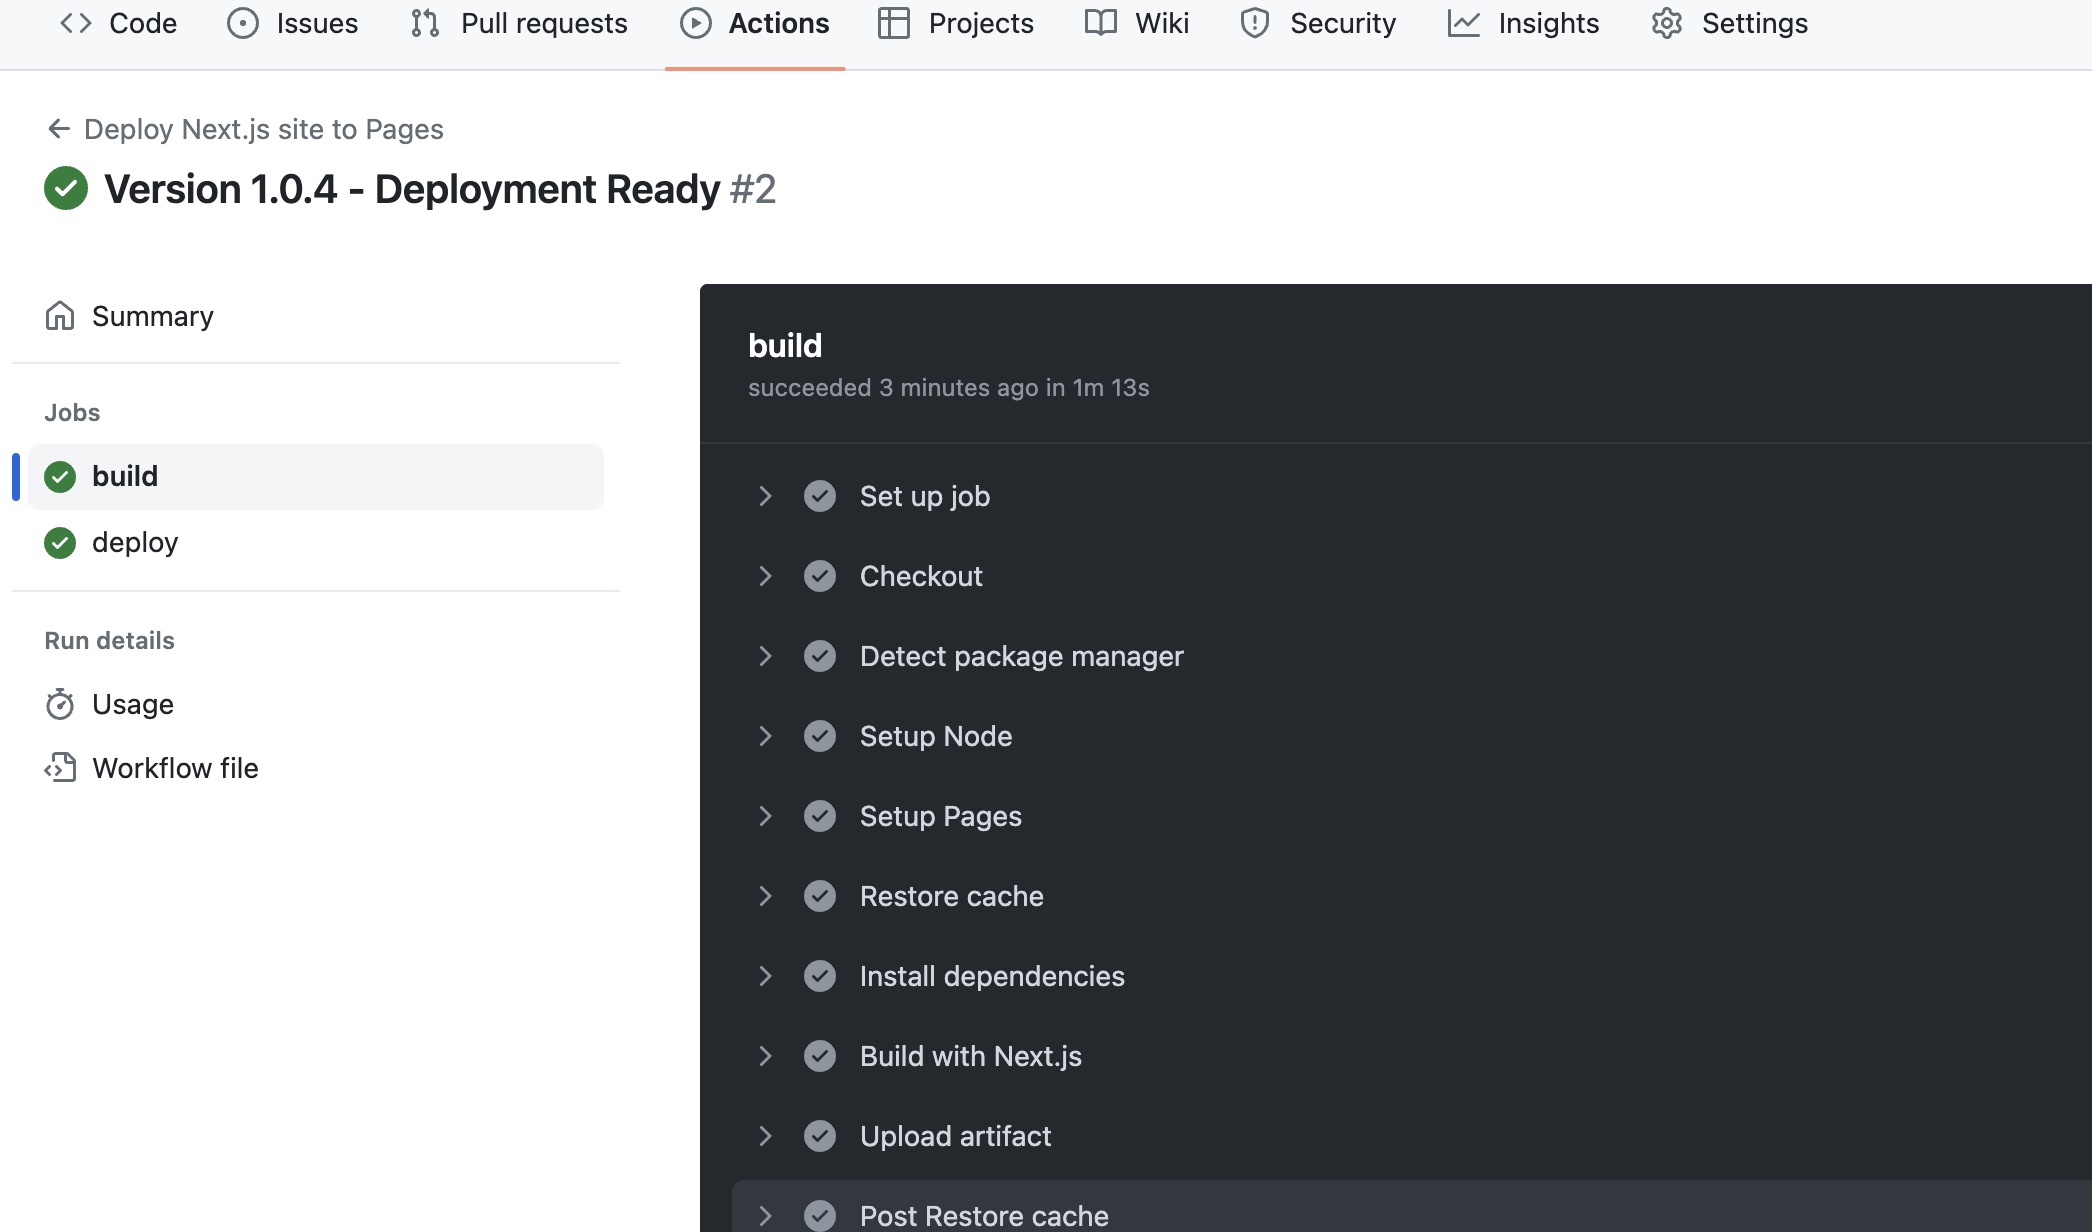 Code Issues Pull requests Actions Projects Wiki Security Insights Settings
Deploy Next.js site to Pages
Version 1.0.4 - Deployment Ready #2
Summary
Jobs
build
deploy
Run details
Usage
Workflow file
build
succeeded 3 minutes ago in 1m 13s
Set up job
Checkout
Detect package manager
Setup Node
Setup Pages
Restore cache
Install dependencies
Build with Next.js
Upload artifact
Post Restore cache